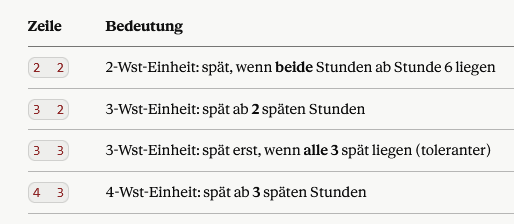 Zeile Bedeutung
2 2 2-Wst-Einheit: spät, wenn beide Stunden ab Stunde 6 liegen
3 2 3-Wst-Einheit: spät ab 2 späten Stunden
3 3 3-Wst-Einheit: spät erst, wenn alle 3 spät liegen (toleranter)
4 3 4-Wst-Einheit: spät ab 3 späten Stunden